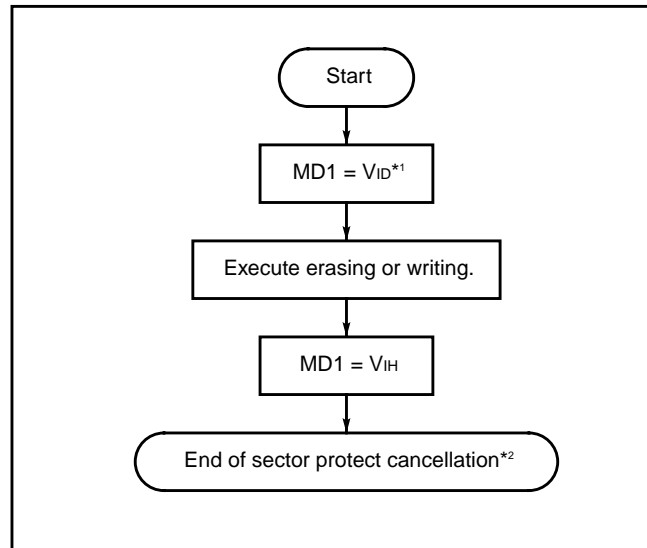 Start
MD1 = VID*1
Execute erasing or writing.
MD1 = VIH
End of sector protect cancellation*2